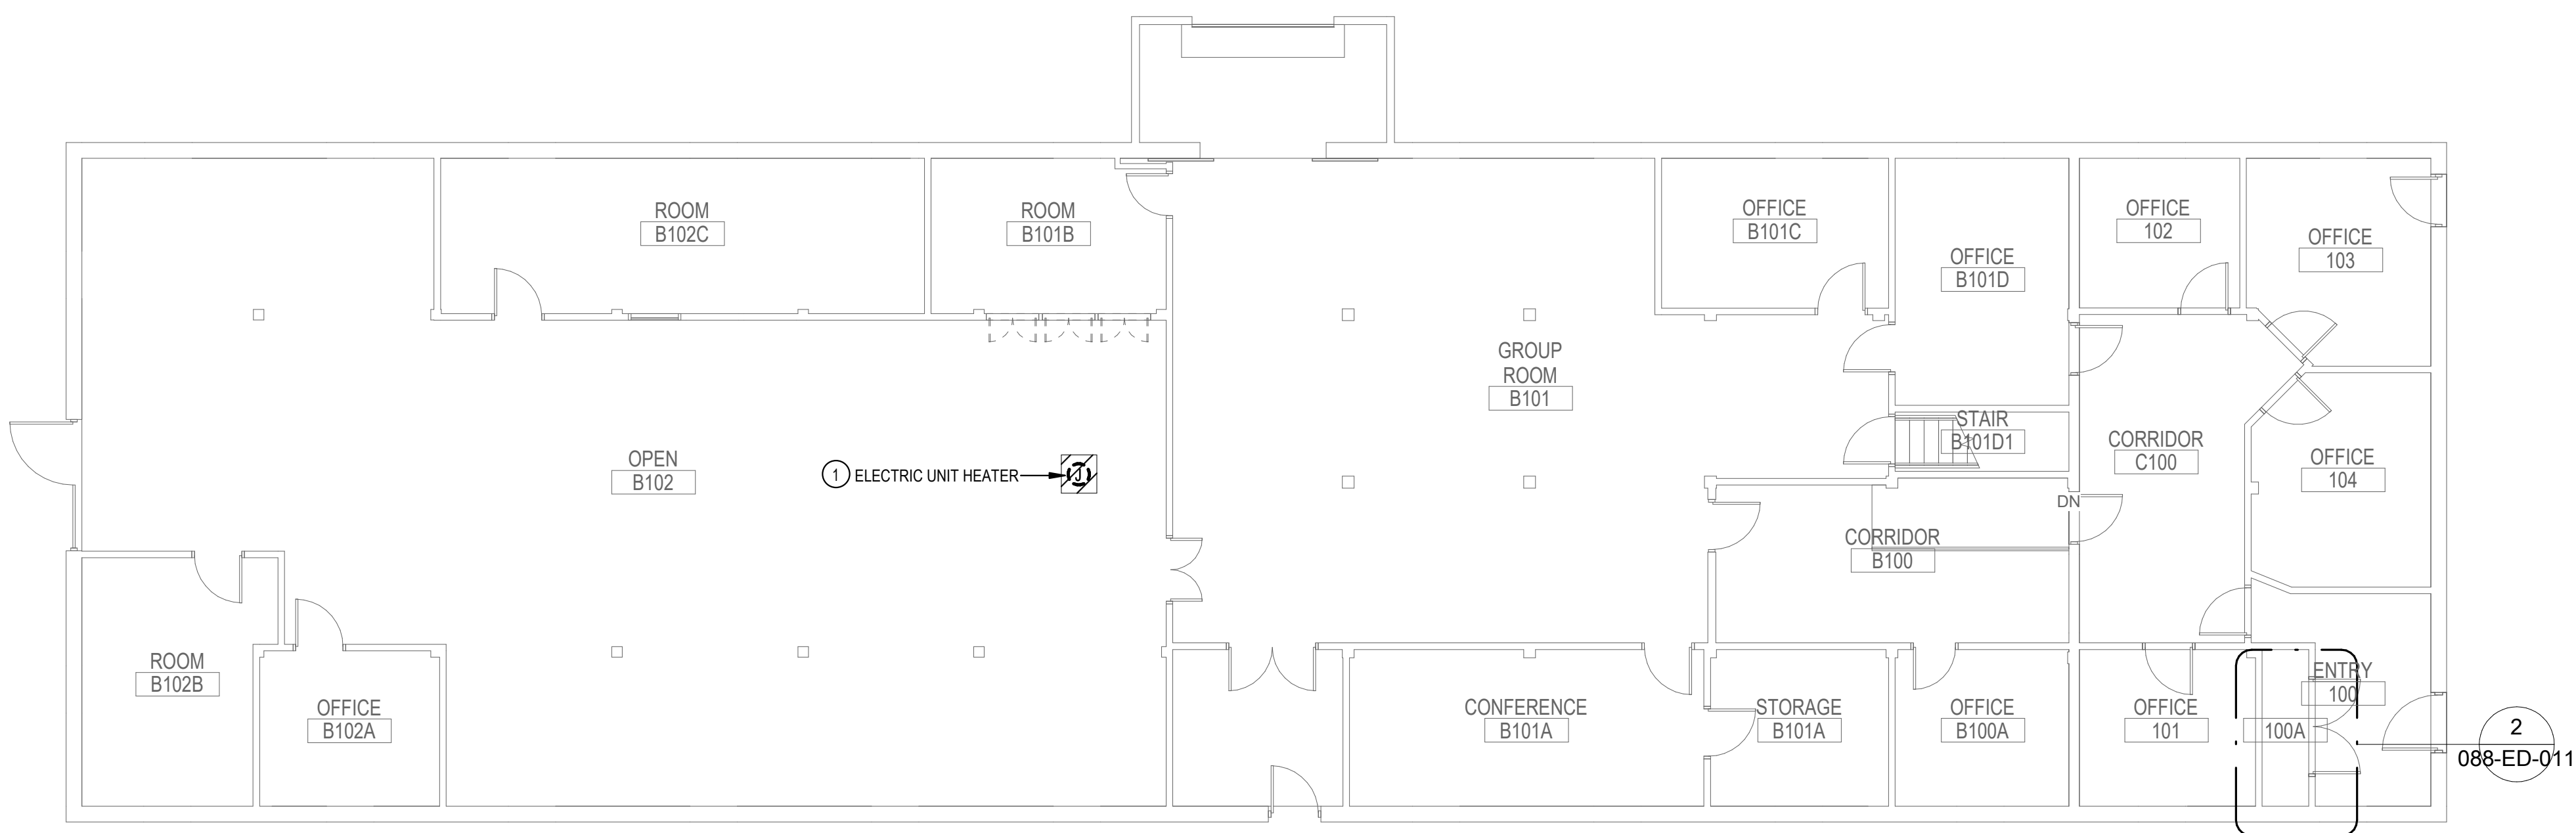 ROOM
B102C
ROOM
B101B
OFFICE
B101C
OFFICE
B101D
OFFICE
102
OFFICE
103
GROUP
ROOM
B101
STAIR
B101D1
CORRIDOR
C100
OFFICE
104
OPEN
B102
1 ELECTRIC UNIT HEATER
J
DN
CORRIDOR
B100
ROOM
B102B
OFFICE
B102A
CONFERENCE
B101A
STORAGE
B101A
OFFICE
B100A
OFFICE
101
100A
ENTRY
100
2
088-ED-011